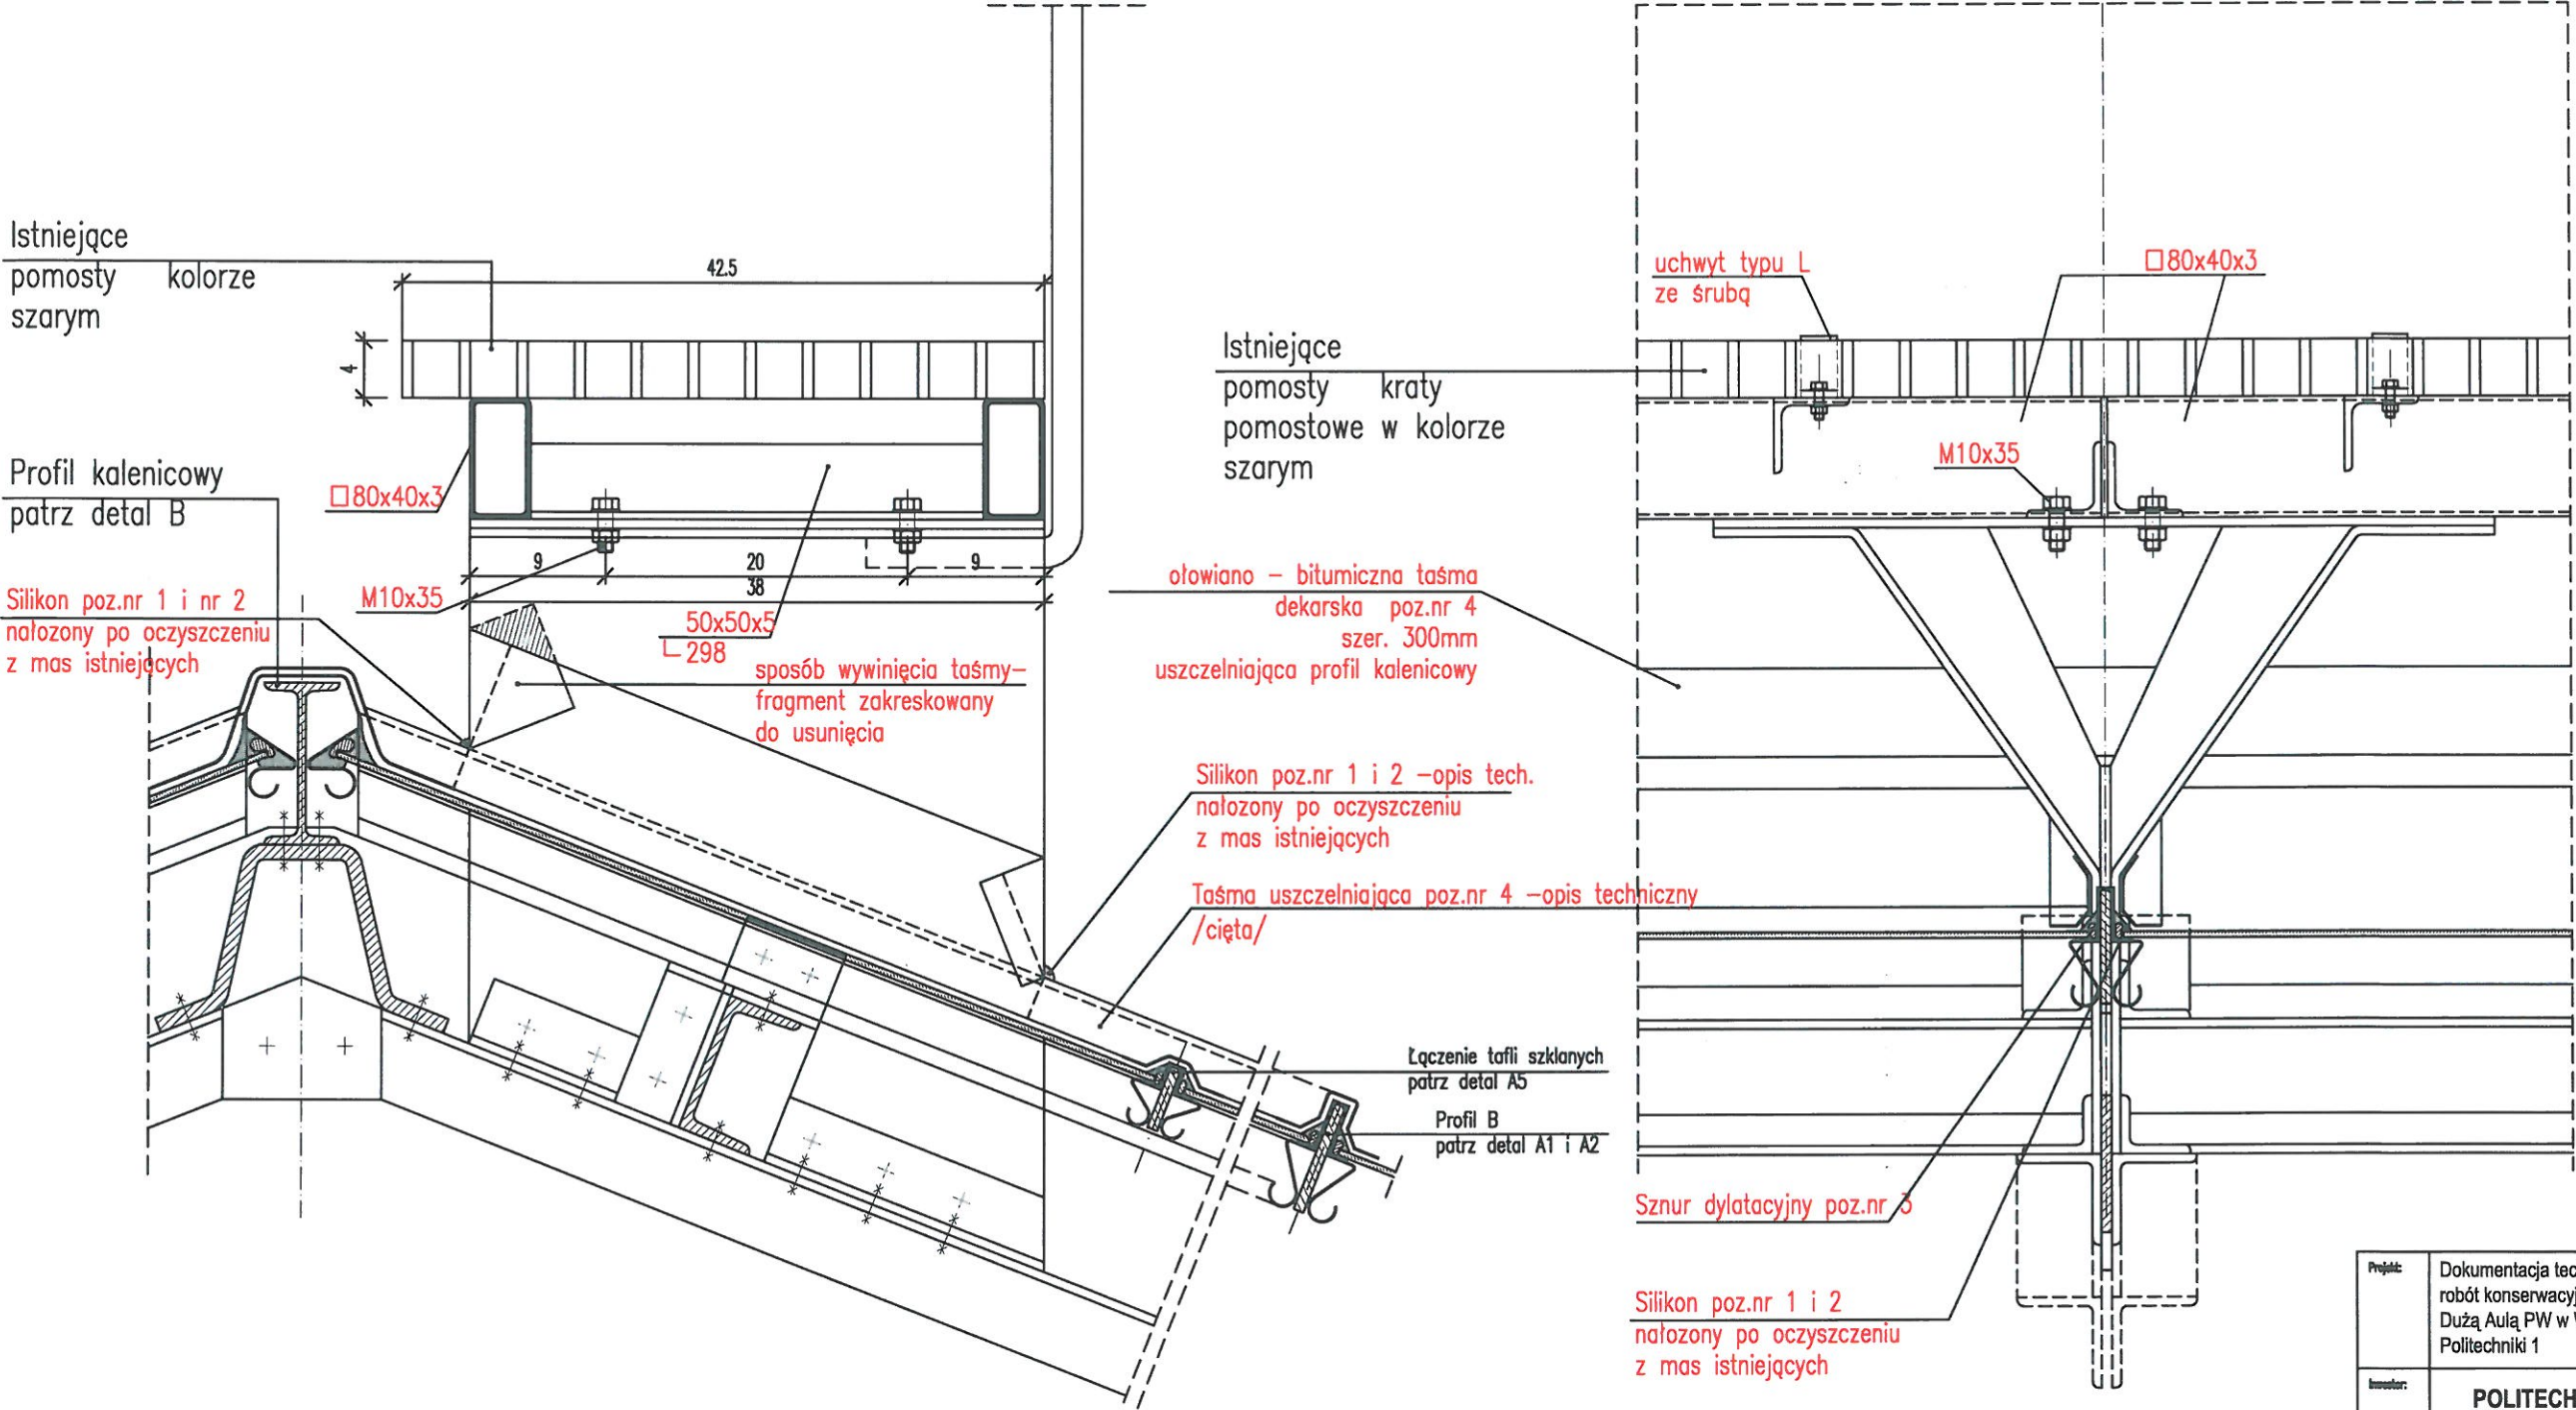 Istniejące
pomosty kolorze
szarym
42.5
4
Profil kalenicowy
patrz detal B
□80x40x3
Silikon poz.nr 1 i nr 2
nałozony po oczyszczeniu
z mas istniejących
M10x35
9
20
9
38
50x50x5
∟298
sposób wywinięcia taśmy-
fragment zakreskowany
do usunięcia
Istniejące
pomosty kraty
pomostowe w kolorze
szarym
ołowiano – bitumiczna taśma
dekarska poz.nr 4
szer. 300mm
uszczelniająca profil kalenicowy
Silikon poz.nr 1 i 2 –opis tech.
nałozony po oczyszczeniu
z mas istniejących
Taśma uszczelniająca poz.nr 4 –opis techniczny
/cięta/
Łączenie tafli szklanych
patrz detal A5
Profil B
patrz detal A1 i A2
uchwyt typu L
ze śrubą
□80x40x3
M10x35
Sznur dylatacyjny poz.nr 3
Silikon poz.nr 1 i 2
nałozony po oczyszczeniu
z mas istniejących
Projekt:
Dokumentacja tec
robót konserwacyj
Dużą Aulą PW w
Politechniki 1
Inwestor:
POLITECH